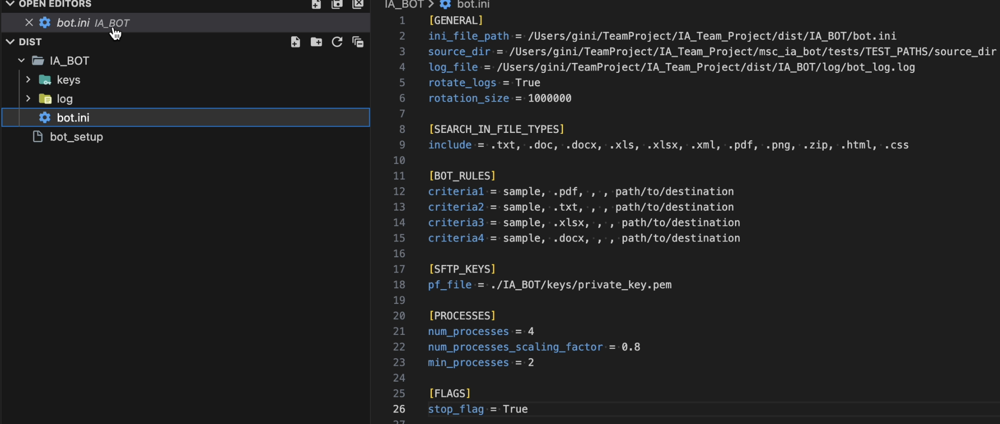 OPEN EDITORS
bot.ini IA_BOT
DIST
IA_BOT
keys
log
bot.ini
bot_setup
IA_BOT > bot.ini
1 [GENERAL]
2 ini_file_path = /Users/gini/TeamProject/IA_Team_Project/dist/IA_BOT/bot.ini
3 source_dir = /Users/gini/TeamProject/IA_Team_Project/msc_ia_bot/tests/TEST_PATHS/source_dir
4 log_file = /Users/gini/TeamProject/IA_Team_Project/dist/IA_BOT/log/bot_log.log
5 rotate_logs = True
6 rotation_size = 1000000
7
8 [SEARCH_IN_FILE_TYPES]
9 include = .txt, .doc, .docx, .xls, .xlsx, .xml, .pdf, .png, .zip, .html, .css
10
11 [BOT_RULES]
12 criteria1 = sample, .pdf, , , path/to/destination
13 criteria2 = sample, .txt, , , path/to/destination
14 criteria3 = sample, .xlsx, , , path/to/destination
15 criteria4 = sample, .docx, , , path/to/destination
16
17 [SFTP_KEYS]
18 pf_file = ./IA_BOT/keys/private_key.pem
19
20 [PROCESSES]
21 num_processes = 4
22 num_processes_scaling_factor = 0.8
23 min_processes = 2
24
25 [FLAGS]
26 stop_flag = True
27